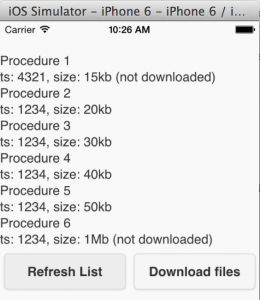 iOS Simulator - iPhone 6 - iPhone 6 / i...
Carrier 10:26 AM
Procedure 1
ts: 4321, size: 15kb (not downloaded)
Procedure 2
ts: 1234, size: 20kb
Procedure 3
ts: 1234, size: 30kb
Procedure 4
ts: 1234, size: 40kb
Procedure 5
ts: 1234, size: 50kb
Procedure 6
ts: 1234, size: 1Mb (not downloaded)
Refresh List Download files